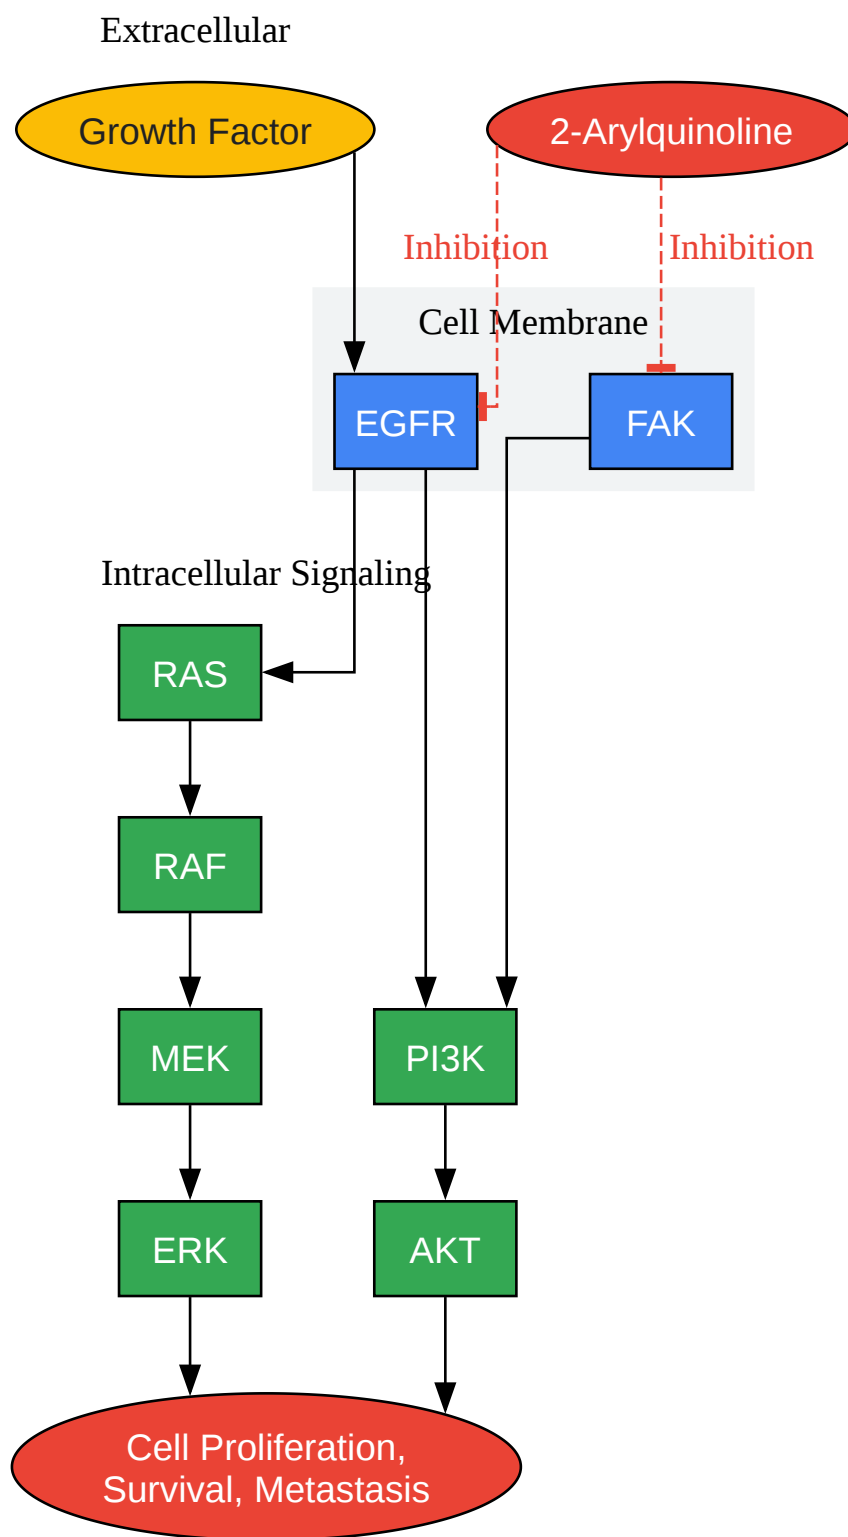 Extracellular
Growth Factor
2-Arylquinoline
Inhibition
Inhibition
Cell Membrane
EGFR
FAK
Intracellular Signaling
RAS
RAF
MEK
PI3K
ERK
AKT
Cell Proliferation,
Survival, Metastasis